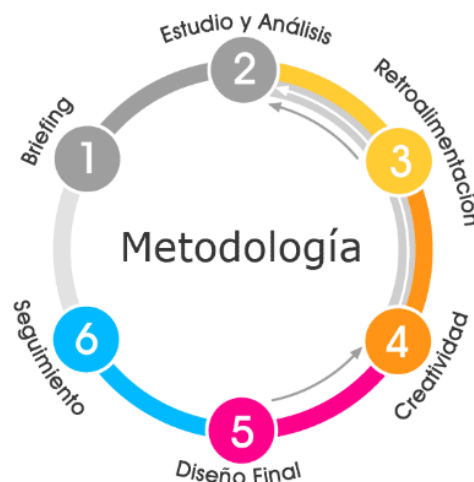 Metodología
1
Briefing
2
Estudio y Análisis
3
Retroalimentación
4
Creatividad
5
Diseño Final
6
Seguimiento